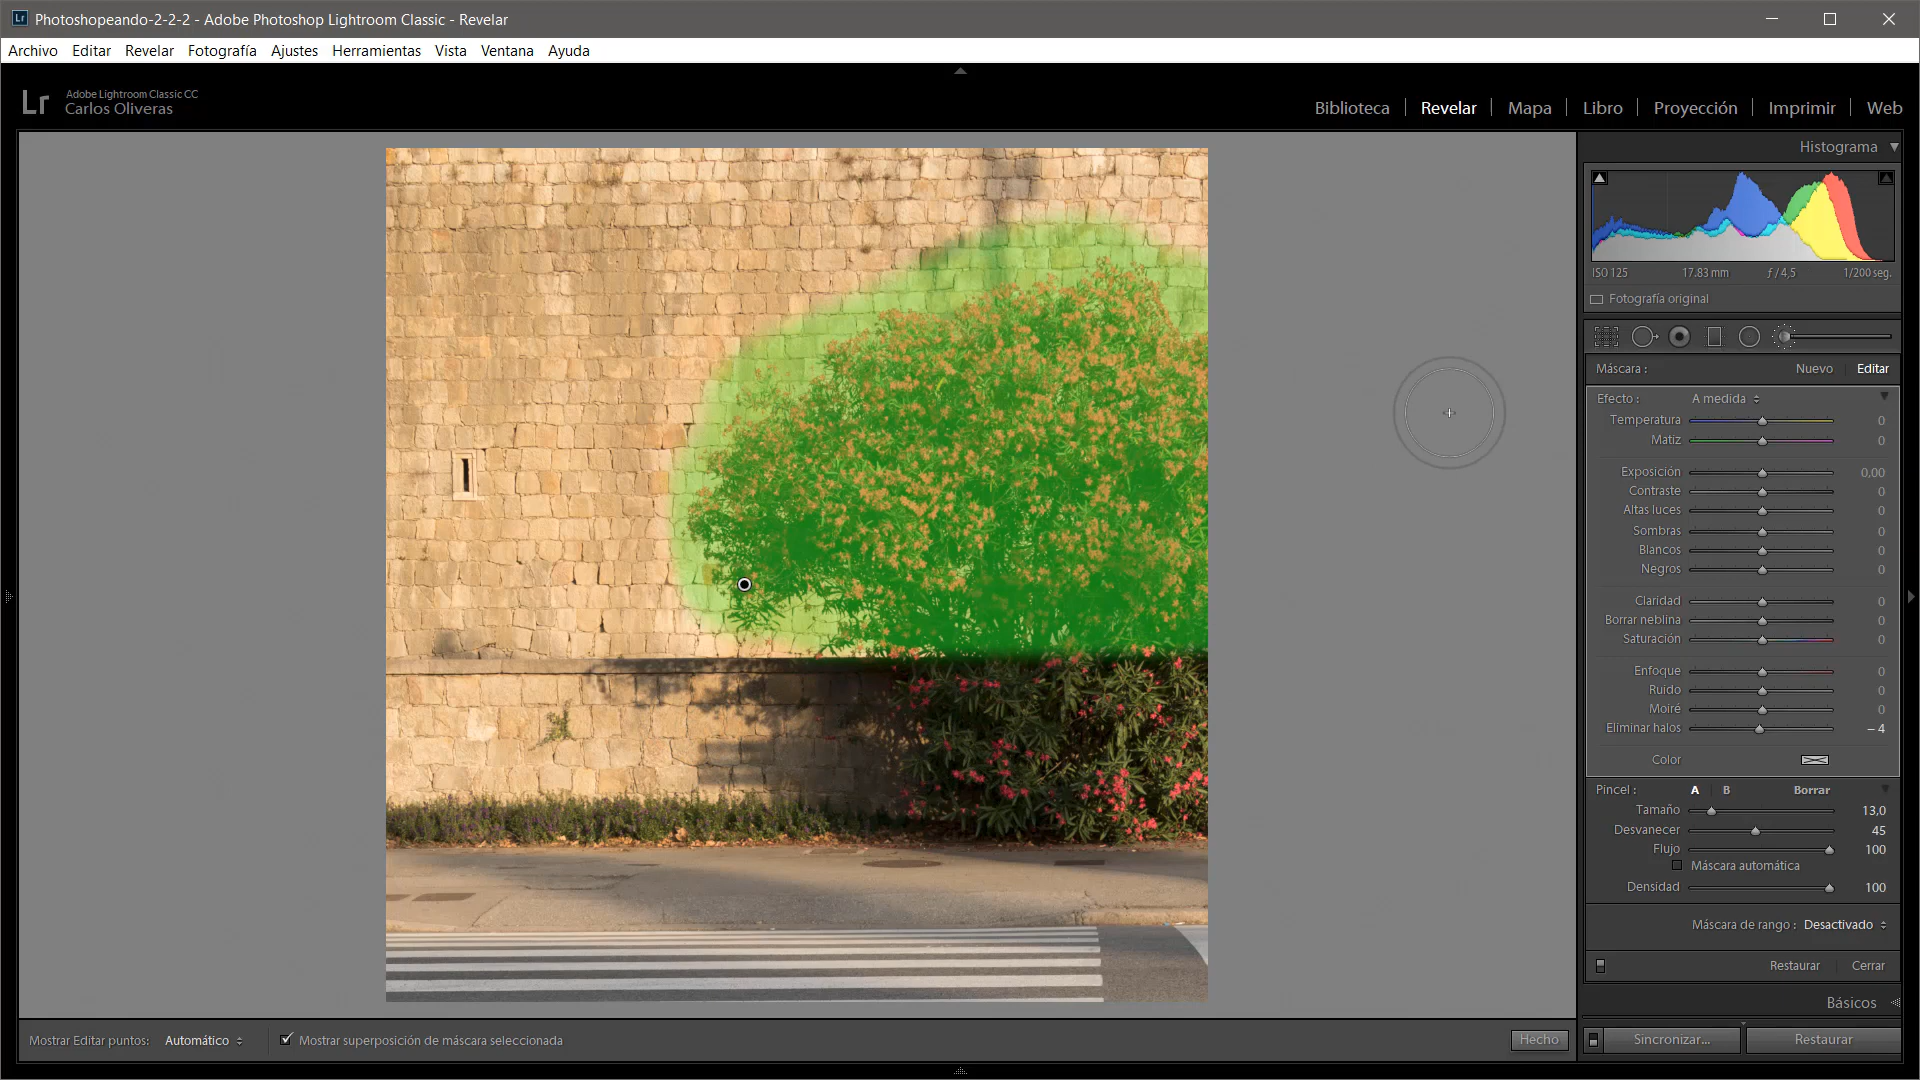 Lr Photoshopeando-2-2-2 - Adobe Photoshop Lightroom Classic - Revelar
Archivo Editar Revelar Fotografía Ajustes Herramientas Vista Ventana Ayuda
Lr
Adobe Lightroom Classic CC
Carlos Oliveras
Biblioteca | Revelar | Mapa | Libro | Proyección | Imprimir | Web
Histograma
ISO 125 17.83 mm ƒ / 4,5 1/200 seg.
Fotografía original
Máscara : Nuevo Editar
Efecto : A medida
Temperatura 0
Matiz 0
Exposición 0,00
Contraste 0
Altas luces 0
Sombras 0
Blancos 0
Negros 0
Claridad 0
Borrar neblina 0
Saturación 0
Enfoque 0
Ruido 0
Moiré 0
Eliminar halos – 4
Color
Pincel : A B Borrar
Tamaño 13,0
Desvanecer 45
Flujo 100
Máscara automática
Densidad 100
Máscara de rango : Desactivado
Restaurar Cerrar
Básicos
Mostrar Editar puntos: Automático Mostrar superposición de máscara seleccionada Hecho Sincronizar... Restaurar